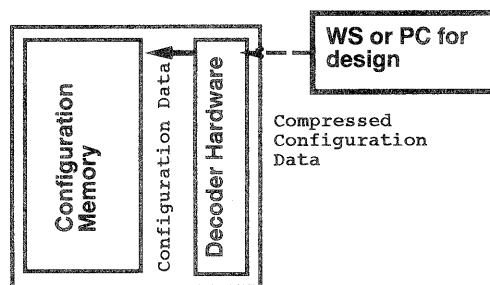 Configuration
Memory
Configuration Data
Decoder Hardware
WS or PC for
design
Compressed
Configuration
Data